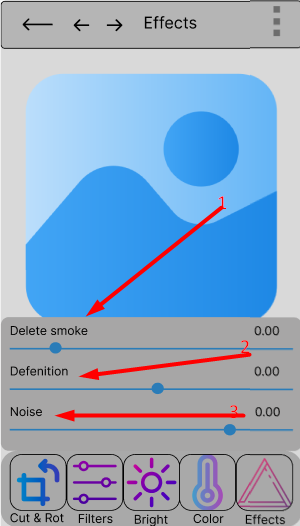 Effects
1
Delete smoke 0.00
2
Defenition 0.00
3
Noise 0.00
Cut & Rot Filters Bright Color Effects